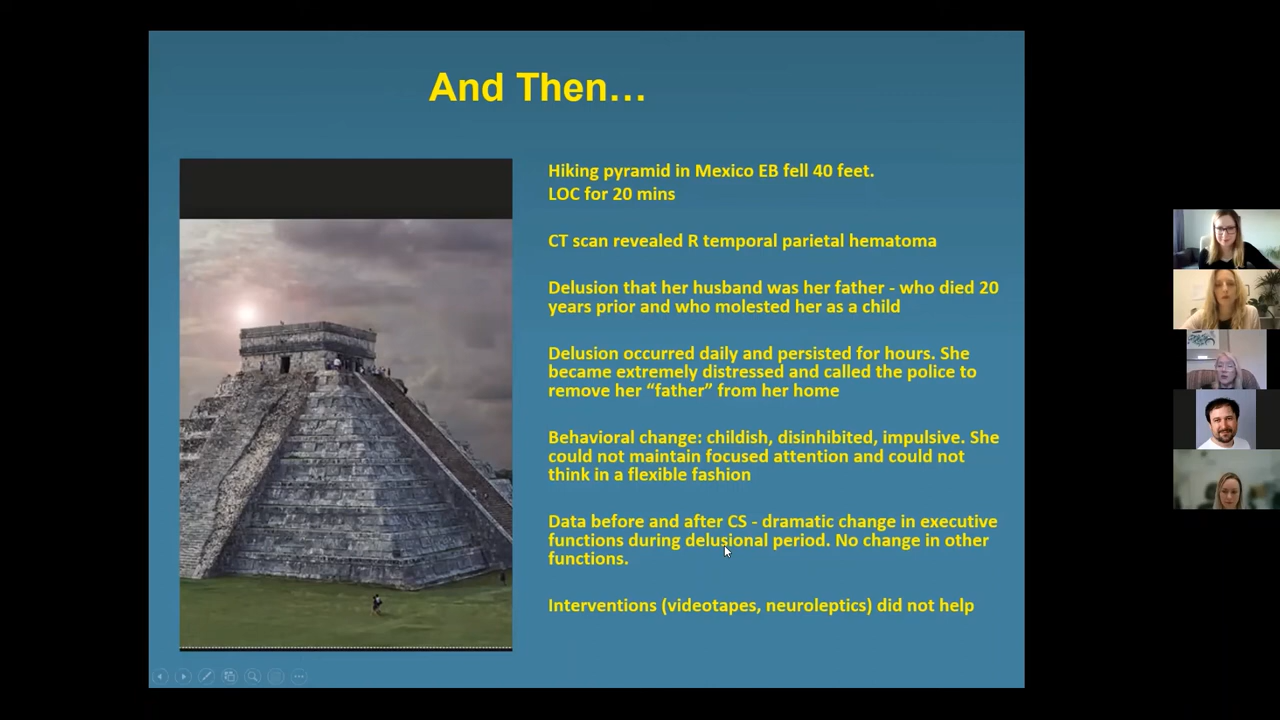 And Then…
Hiking pyramid in Mexico EB fell 40 feet.
LOC for 20 mins
CT scan revealed R temporal parietal hematoma
Delusion that her husband was her father - who died 20
years prior and who molested her as a child
Delusion occurred daily and persisted for hours. She
became extremely distressed and called the police to
remove her “father” from her home
Behavioral change: childish, disinhibited, impulsive. She
could not maintain focused attention and could not
think in a flexible fashion
Data before and after CS - dramatic change in executive
functions during delusional period. No change in other
functions.
Interventions (videotapes, neuroleptics) did not help